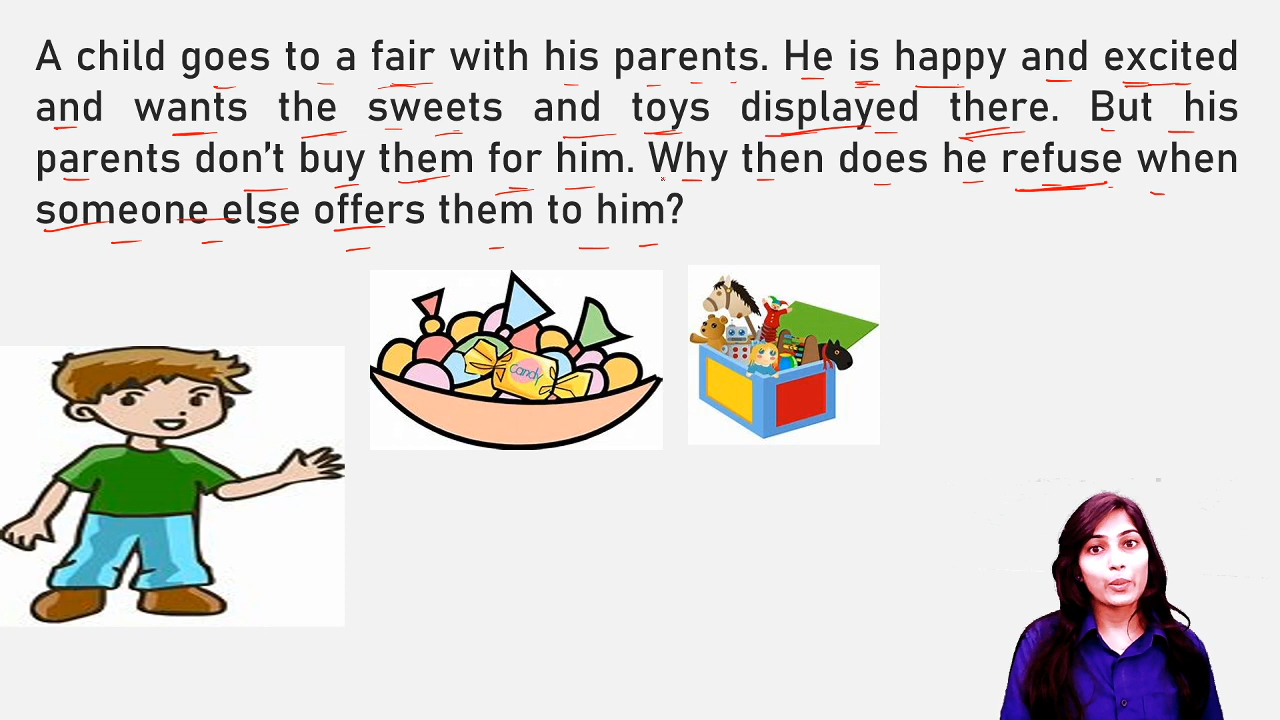 A child goes to a fair with his parents. He is happy and excited
and wants the sweets and toys displayed there. But his
parents don't buy them for him. Why then does he refuse when
someone else offers them to him?
candy